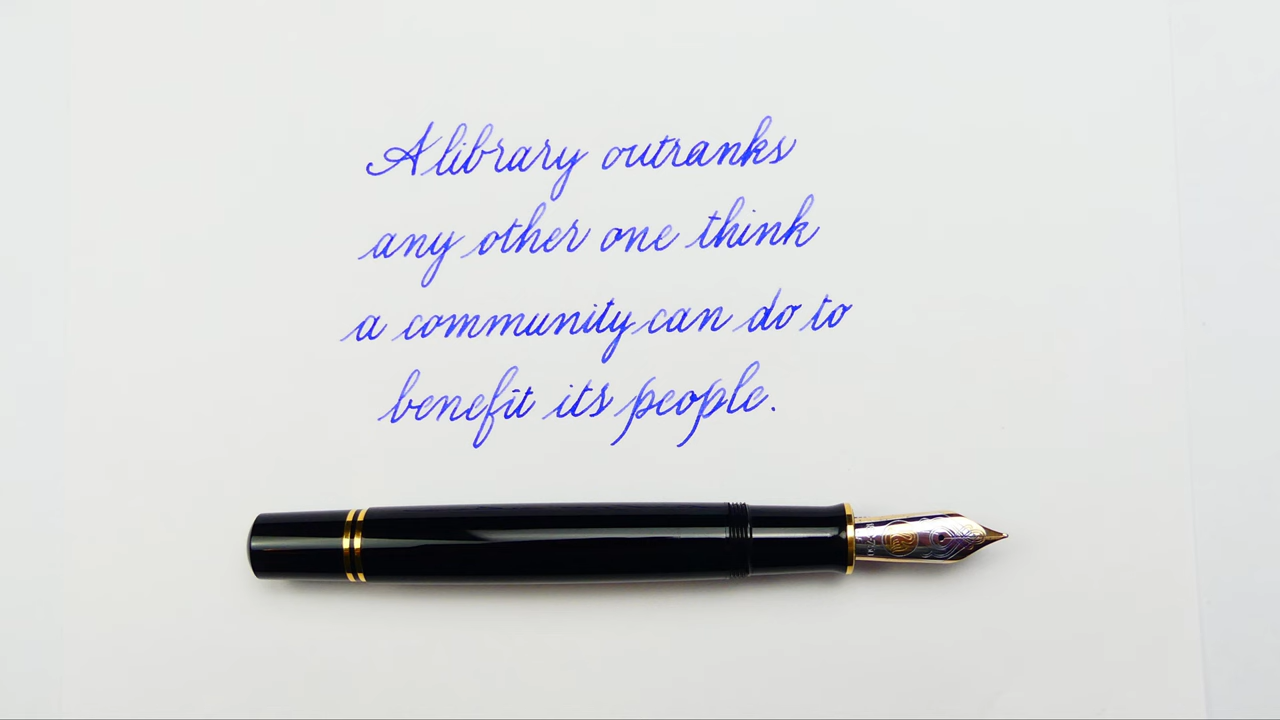 A library outranks
any other one think
a community can do to
benefit its people.